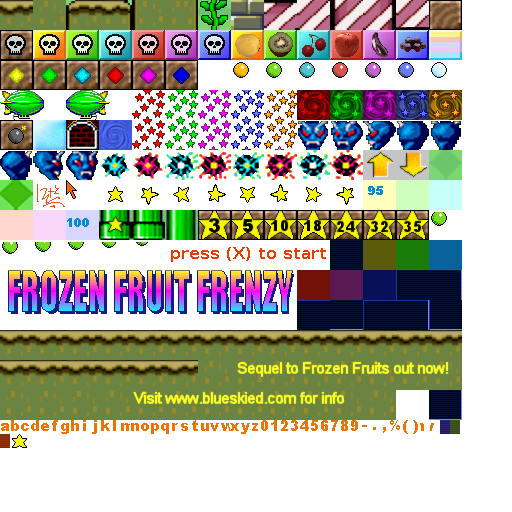 95
100
3 5 10 18 24 32 35
press (X) to start
FROZEN FRUIT FRENZY
Sequel to Frozen Fruits out now!
Visit www.blueskied.com for info
abcdefghijklmnopqrstuvwxyz0123456789-.,%()